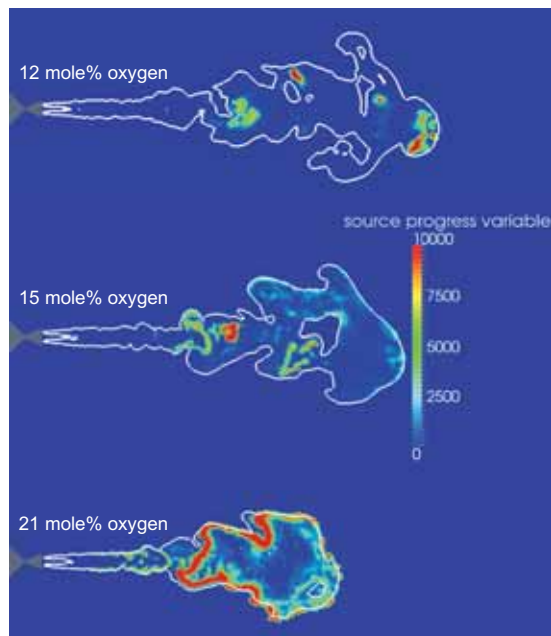 12 mole% oxygen
source progress variable
10000
15 mole% oxygen
7500
5000
2500
0
21 mole% oxygen